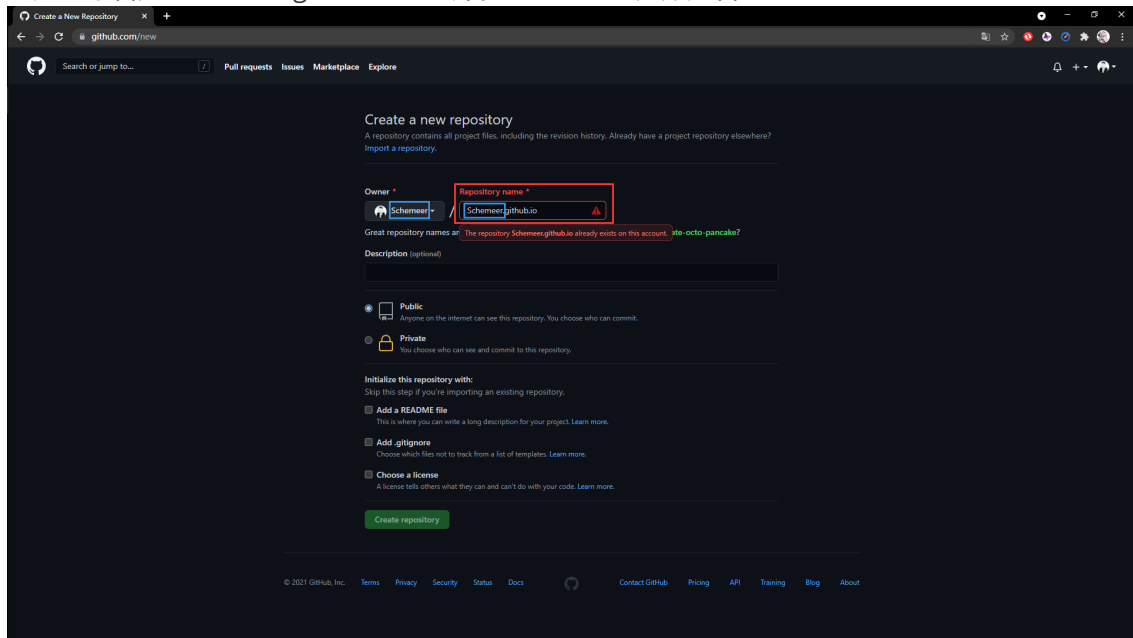 Create a New Repository
github.com/new
Search or jump to... / Pull requests Issues Marketplace Explore
Create a new repository
A repository contains all project files, including the revision history. Already have a project repository elsewhere?
Import a repository.
Owner * Repository name *
Schemeer / Schemeer.github.io
Great repository names ar
The repository Schemeer.github.io already exists on this account.
ate-octo-pancake?
Description (optional)
Public
Anyone on the internet can see this repository. You choose who can commit.
Private
You choose who can see and commit to this repository.
Initialize this repository with:
Skip this step if you're importing an existing repository.
Add a README file
This is where you can write a long description for your project. Learn more.
Add .gitignore
Choose which files not to track from a list of templates. Learn more.
Choose a license
A license tells others what they can and can't do with your code. Learn more.
Create repository
© 2021 GitHub, Inc. Terms Privacy Security Status Docs Contact GitHub Pricing API Training Blog About